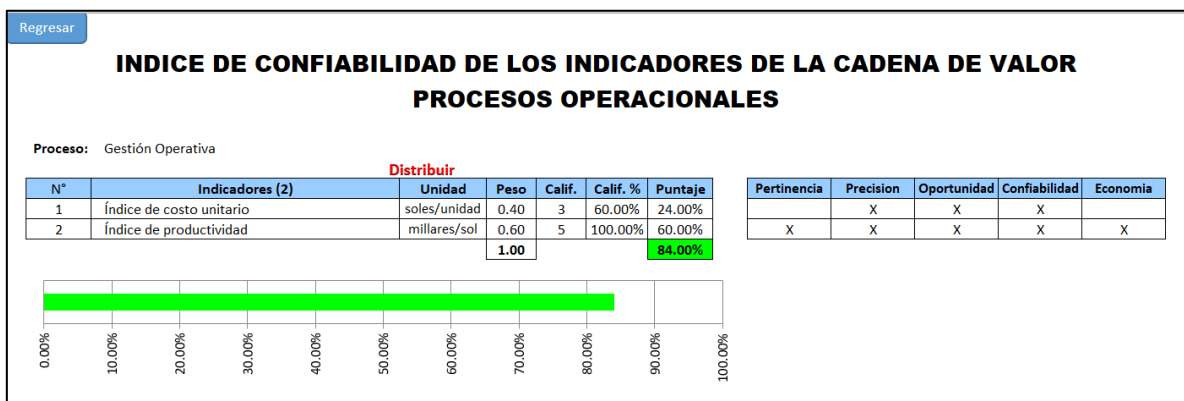 Regresar
INDICE DE CONFIABILIDAD DE LOS INDICADORES DE LA CADENA DE VALOR
PROCESOS OPERACIONALES
Proceso: Gestión Operativa
Distribuir
N° Indicadores (2) Unidad Peso Calif. Calif. % Puntaje Pertinencia Precision Oportunidad Confiabilidad Economia
1 Índice de costo unitario soles/unidad 0.40 3 60.00% 24.00% X X X
2 Índice de productividad millares/sol 0.60 5 100.00% 60.00% X X X X X
1.00 84.00%
0.00% 10.00% 20.00% 30.00% 40.00% 50.00% 60.00% 70.00% 80.00% 90.00% 100.00%